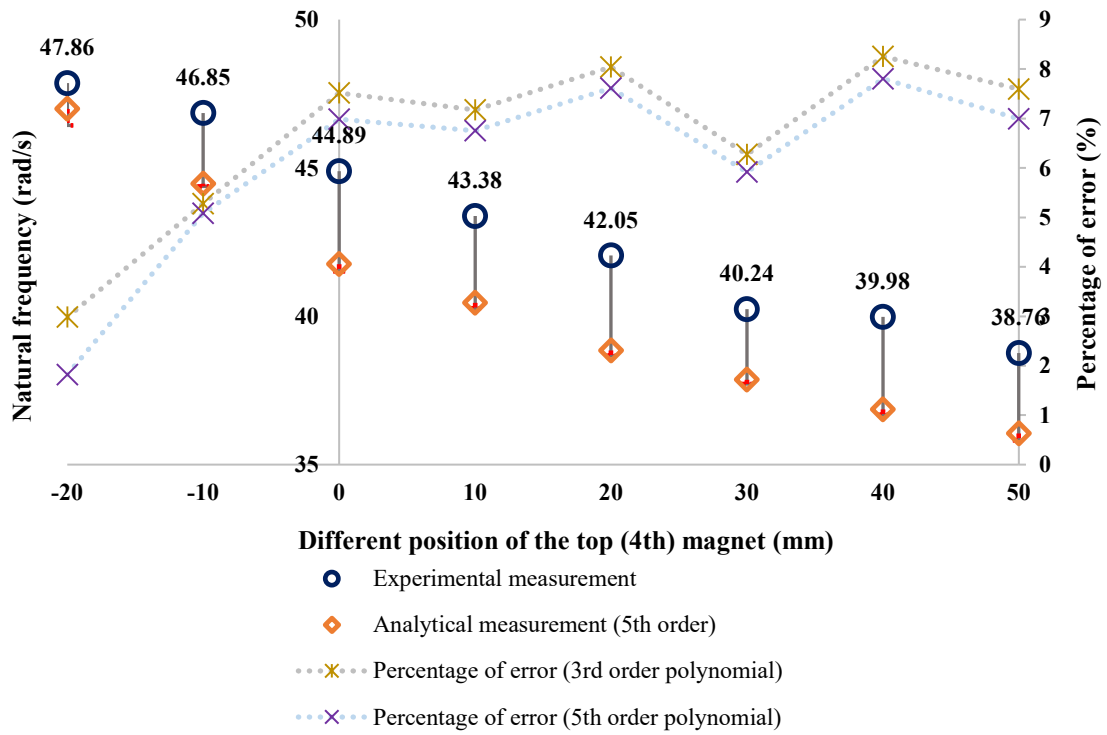 50
9
47.86
46.85
8
7
44.89
45
6
43.38
5
42.05
4
40.24
39.98
40
38.76
3
2
1
35
0
-20 -10 0 10 20 30 40 50
Natural frequency (rad/s)
Percentage of error (%)
Different position of the top (4th) magnet (mm)
Experimental measurement
Analytical measurement (5th order)
Percentage of error (3rd order polynomial)
Percentage of error (5th order polynomial)